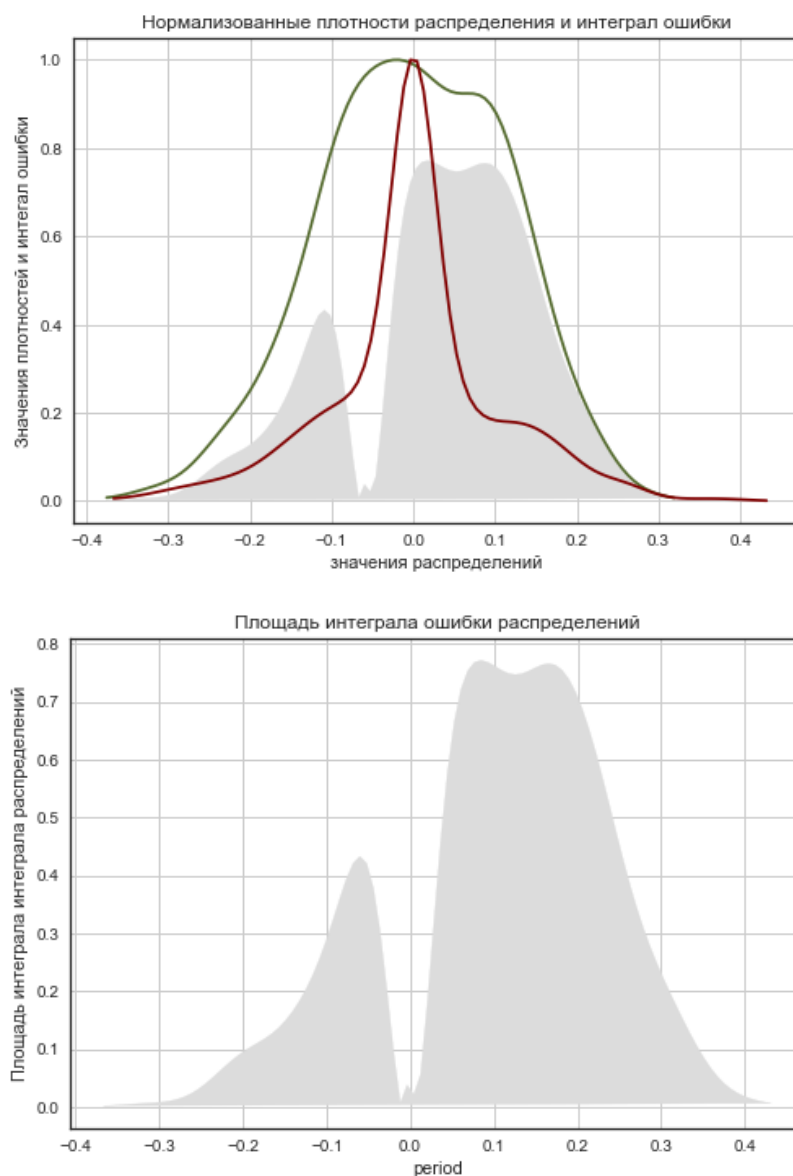 Нормализованные плотности распределения и интеграл ошибки
Значения плотностей и интегал ошибки
1.0
0.8
0.6
0.4
0.2
0.0
−0.4 −0.3 −0.2 −0.1 0.0 0.1 0.2 0.3 0.4
значения распределений
Площадь интеграла ошибки распределений
Площадь интеграла интеграла распределений
0.8
0.7
0.6
0.5
0.4
0.3
0.2
0.1
0.0
−0.4 −0.3 −0.2 −0.1 0.0 0.1 0.2 0.3 0.4
period